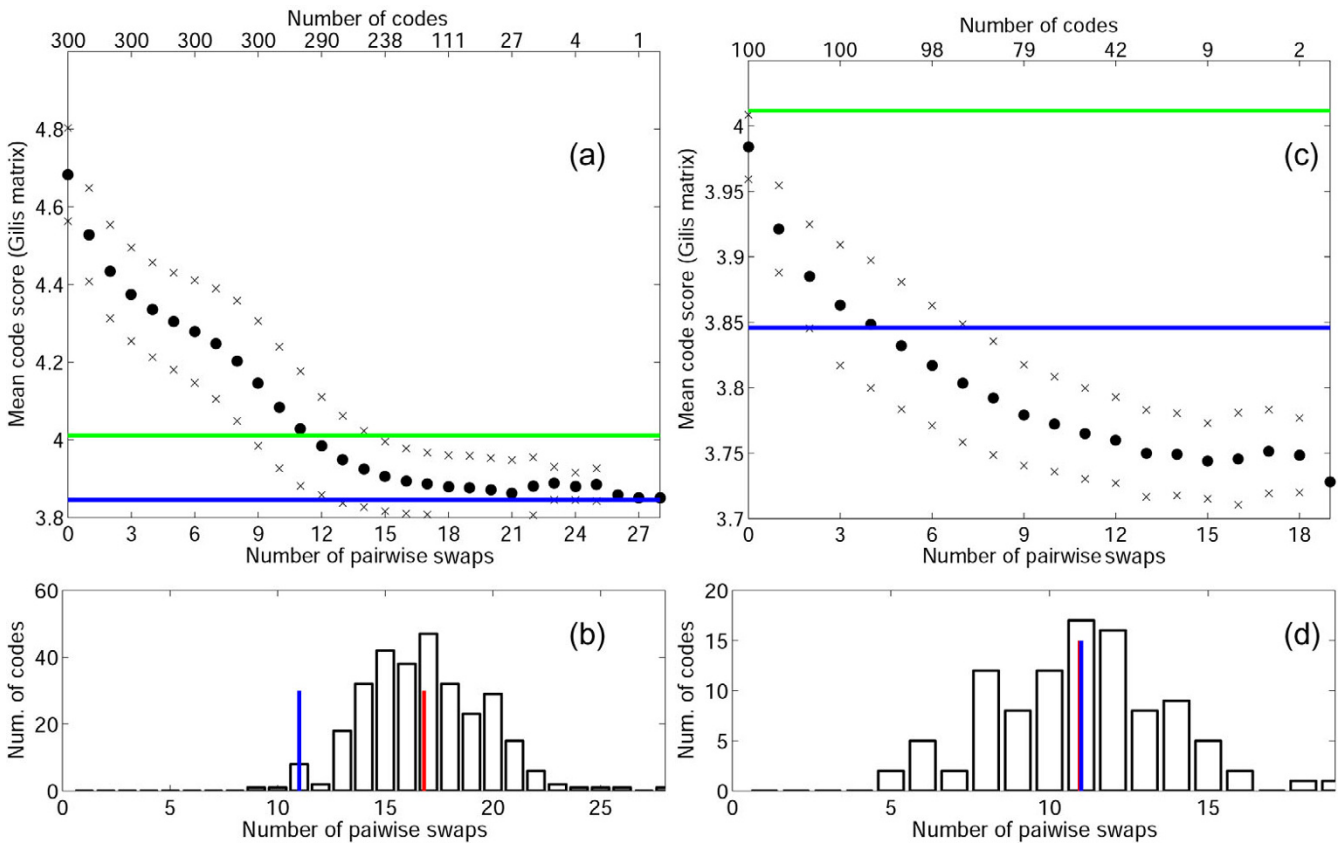 Number of codes
300 300 300 300 290 238 111 27 4 1
(a)
Mean code score (Gilis matrix)
4.8
4.6
4.4
4.2
4
3.8
0 3 6 9 12 15 18 21 24 27
Number of pairwise swaps
Number of codes
100 100 98 79 42 9 2
(c)
Mean code score (Gilis matrix)
4
3.95
3.9
3.85
3.8
3.75
3.7
0 3 6 9 12 15 18
Number of pairwise swaps
(b)
Num. of codes
60
40
20
0
0 5 10 15 20 25
Number of paiwise swaps
(d)
Num. of codes
20
15
10
5
0
0 5 10 15
Number of paiwise swaps